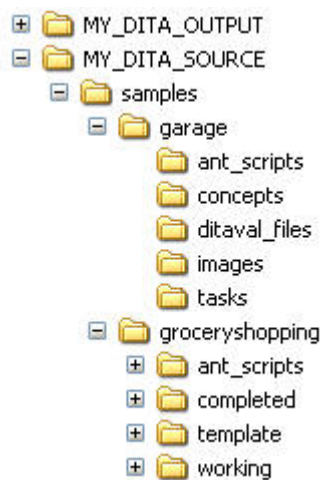 MY_DITA_OUTPUT
MY_DITA_SOURCE
samples
garage
ant_scripts
concepts
ditaval_files
images
tasks
groceryshopping
ant_scripts
completed
template
working